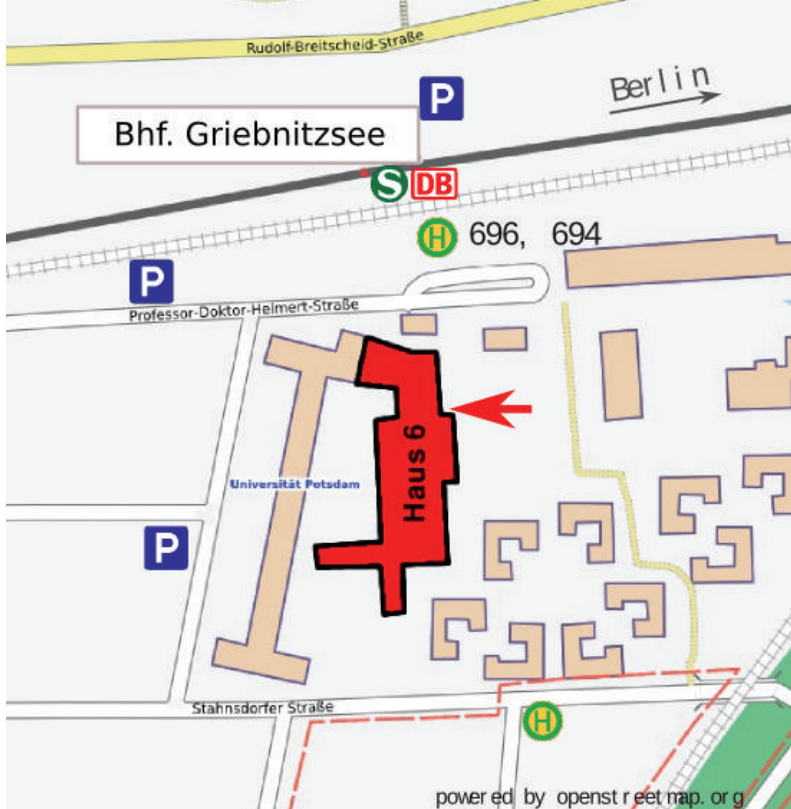 Rudolf-Breitscheid-Straße
P
Berlin
Bhf. Griebnitzsee
S DB
H 696, 694
P
Professor-Doktor-Helmert-Straße
Haus 6
Universität Potsdam
P
Stahnsdorfer Straße
H
powered by openstreetmap.org